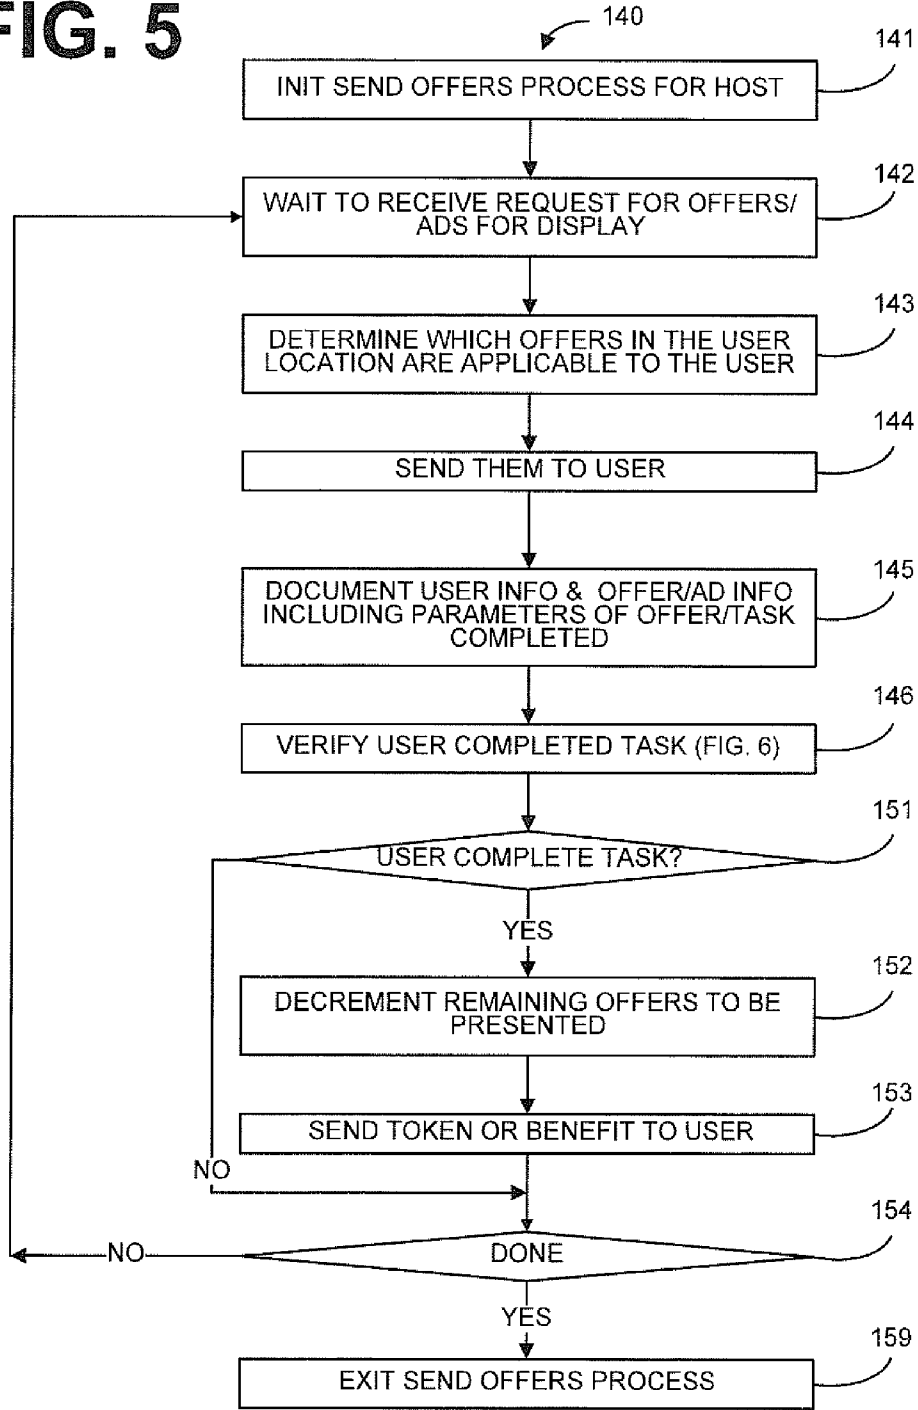 FIG. 5
140
141
INIT SEND OFFERS PROCESS FOR HOST
142
WAIT TO RECEIVE REQUEST FOR OFFERS/
ADS FOR DISPLAY
143
DETERMINE WHICH OFFERS IN THE USER
LOCATION ARE APPLICABLE TO THE USER
144
SEND THEM TO USER
145
DOCUMENT USER INFO & OFFER/AD INFO
INCLUDING PARAMETERS OF OFFER/TASK
COMPLETED
146
VERIFY USER COMPLETED TASK (FIG. 6)
151
USER COMPLETE TASK?
YES
152
DECREMENT REMAINING OFFERS TO BE
PRESENTED
153
SEND TOKEN OR BENEFIT TO USER
NO
154
DONE
NO
YES
159
EXIT SEND OFFERS PROCESS